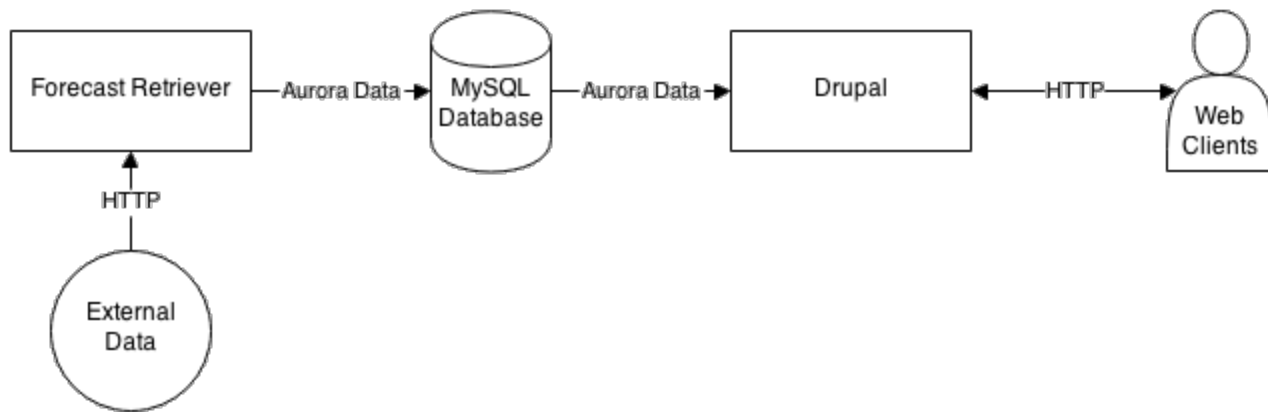 Forecast Retriever
Aurora Data
MySQL
Database
Aurora Data
Drupal
HTTP
Web
Clients
HTTP
External
Data